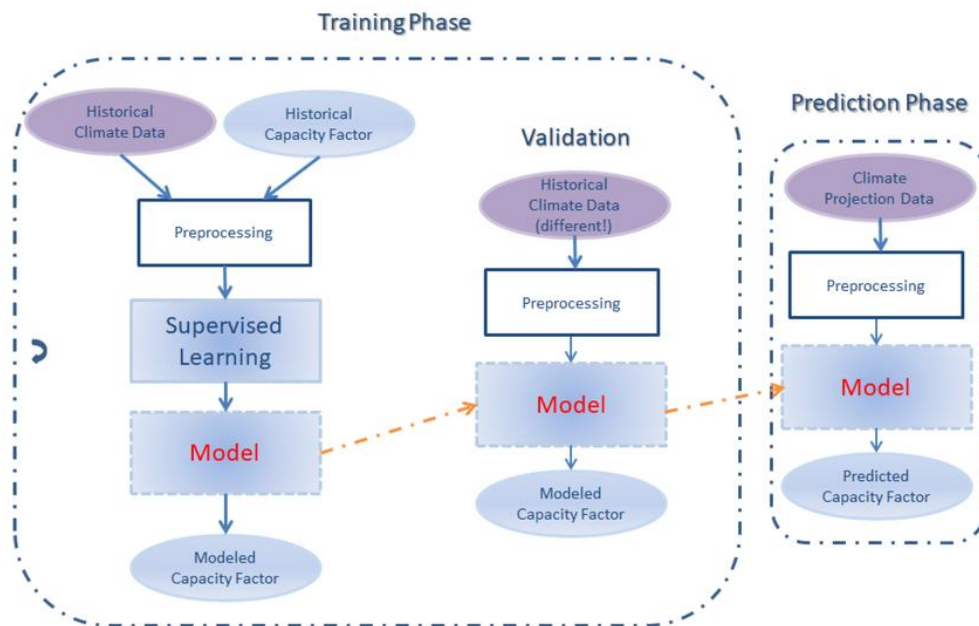 Training Phase
Historical
Climate Data
Historical
Capacity Factor
Preprocessing
Supervised
Learning
Model
Modeled
Capacity Factor
Validation
Historical
Climate Data
(different!)
Preprocessing
Model
Modeled
Capacity Factor
Prediction Phase
Climate
Projection Data
Preprocessing
Model
Predicted
Capacity Factor